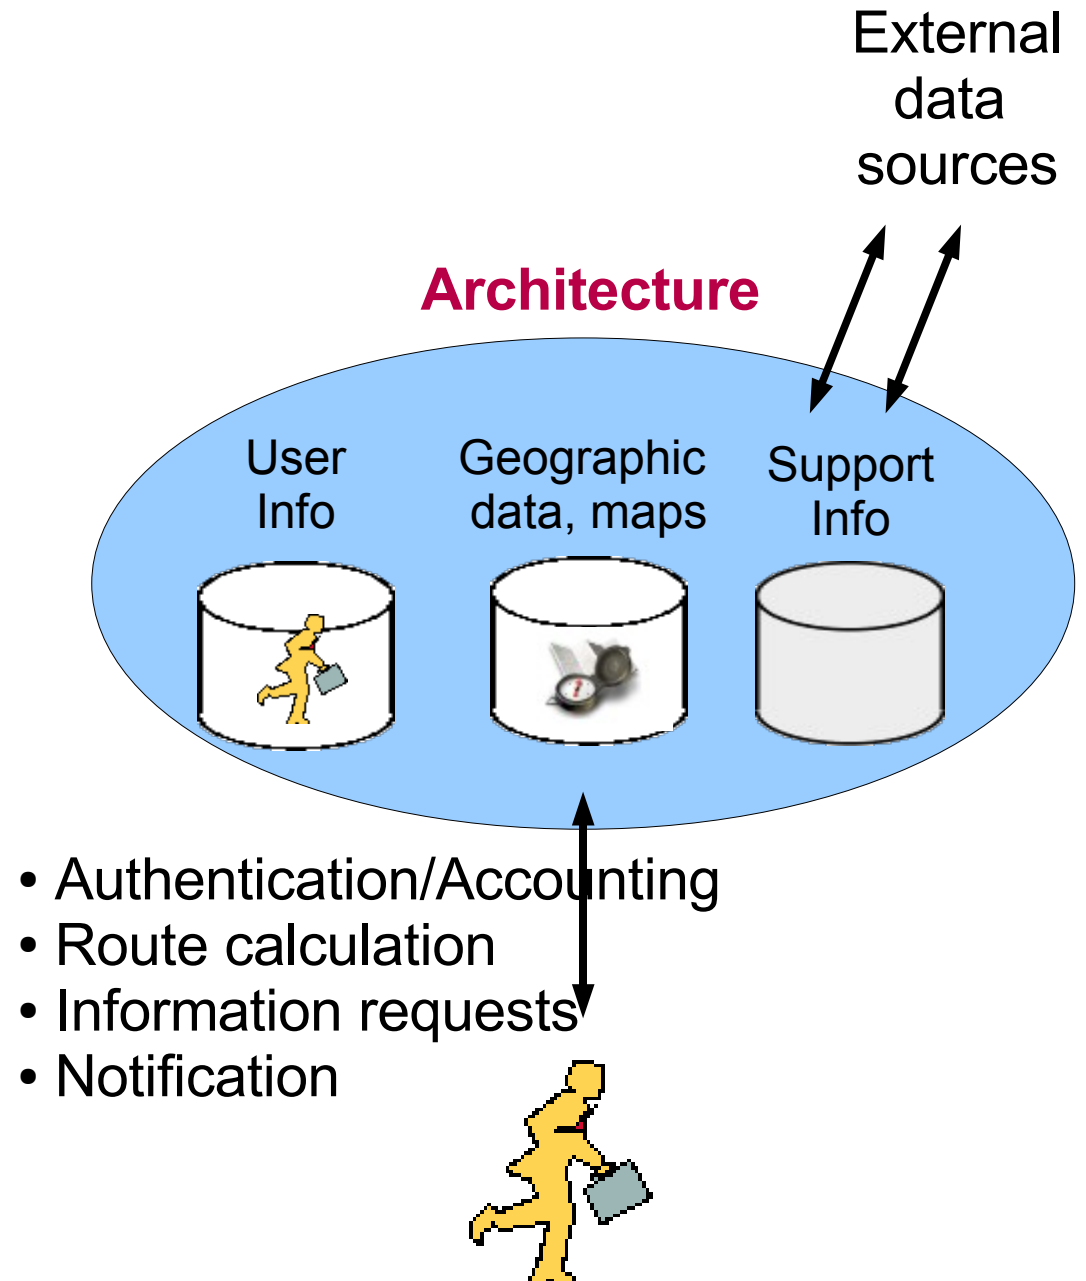 External
data
sources
Architecture
User
Info
Geographic
data, maps
Support
Info
• Authentication/Accounting
• Route calculation
• Information requests
• Notification